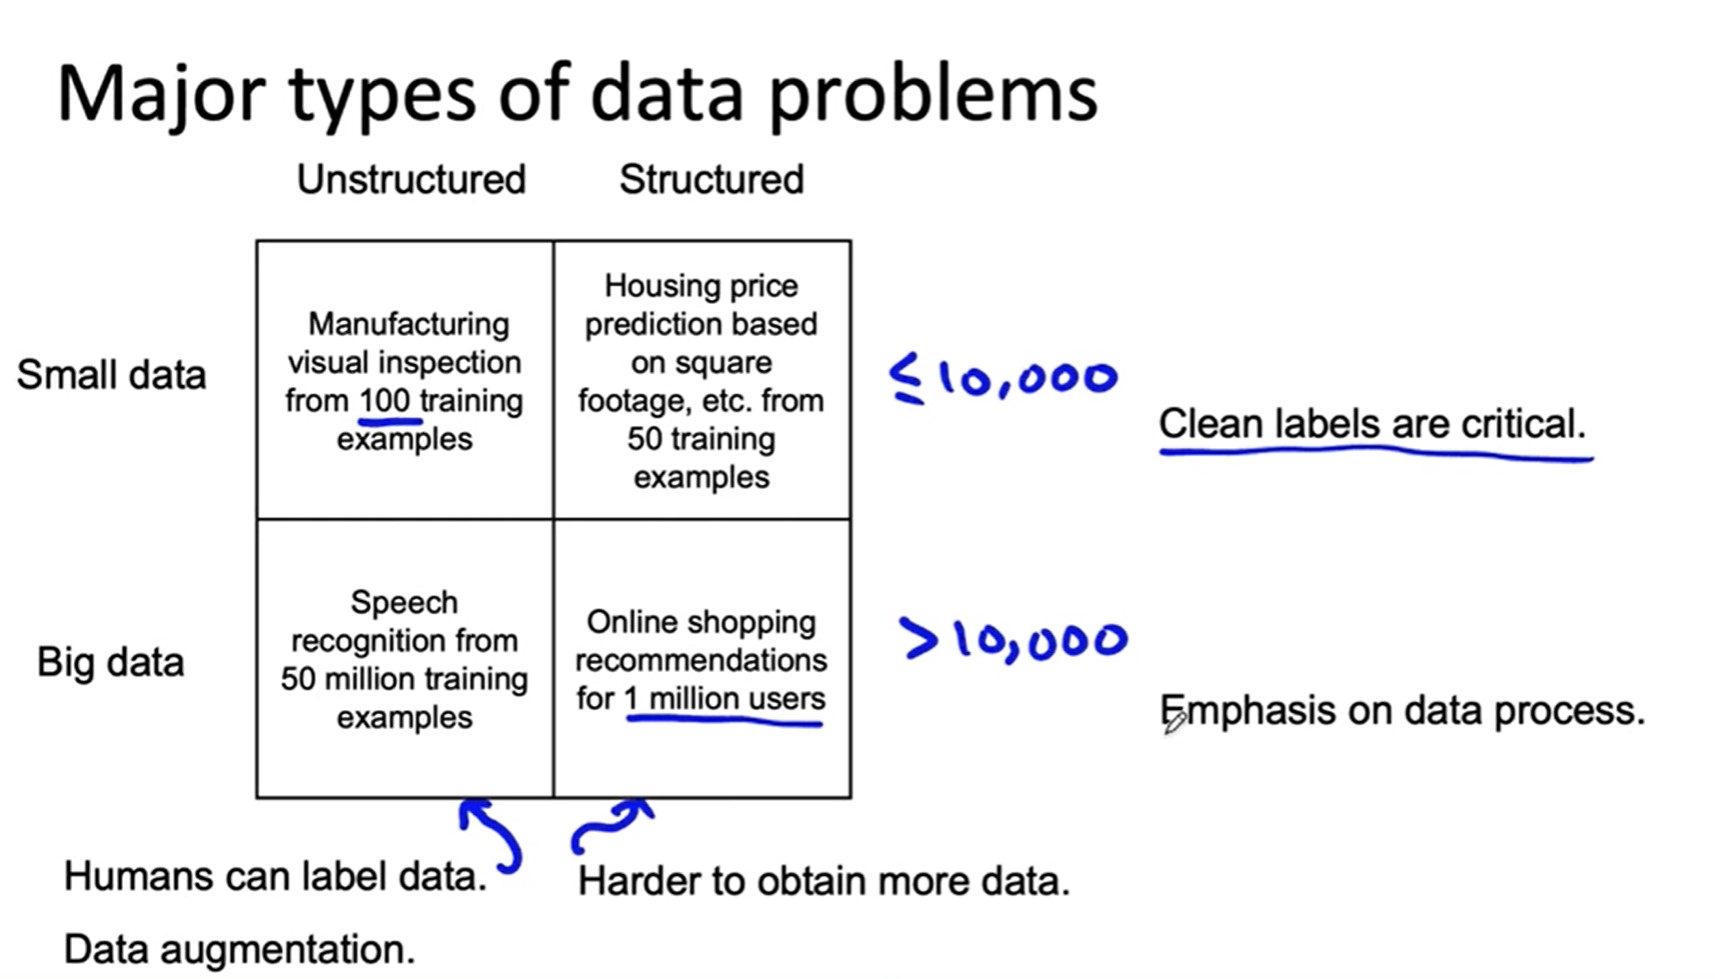 Major types of data problems
Unstructured
Structured
Small data
Manufacturing
visual inspection
from 100 training
examples
Housing price
prediction based
on square
footage, etc. from
50 training
examples
≤10,000
Clean labels are critical.
Big data
Speech
recognition from
50 million training
examples
Online shopping
recommendations
for 1 million users
>10,000
Emphasis on data process.
Humans can label data.
Harder to obtain more data.
Data augmentation.